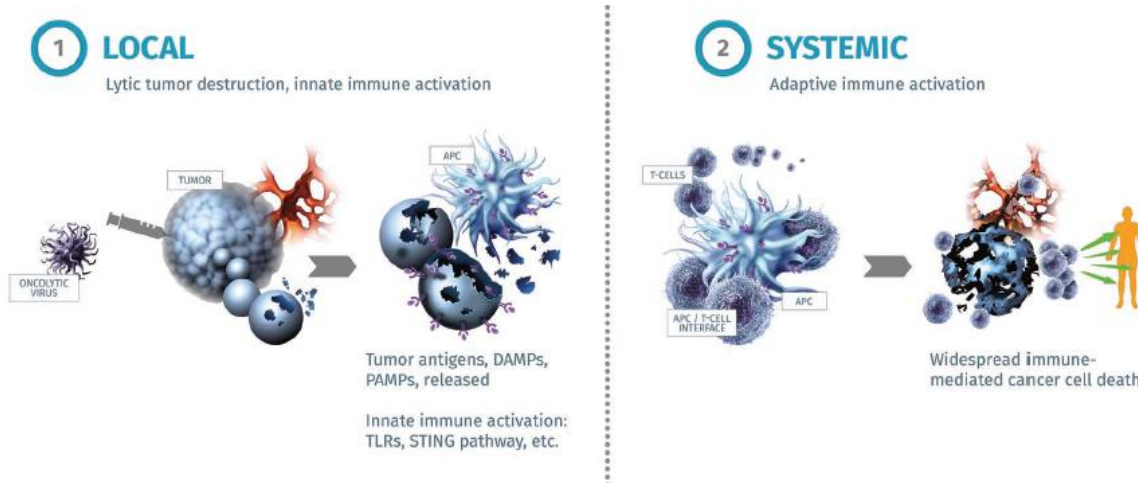 1 LOCAL
Lytic tumor destruction, innate immune activation
TUMOR
ONCOLYTIC
VIRUS
APC
Tumor antigens, DAMPs,
PAMPs, released
Innate immune activation:
TLRs, STING pathway, etc.
2 SYSTEMIC
Adaptive immune activation
T-CELLS
APC
APC / T-CELL
INTERFACE
Widespread immune-
mediated cancer cell death